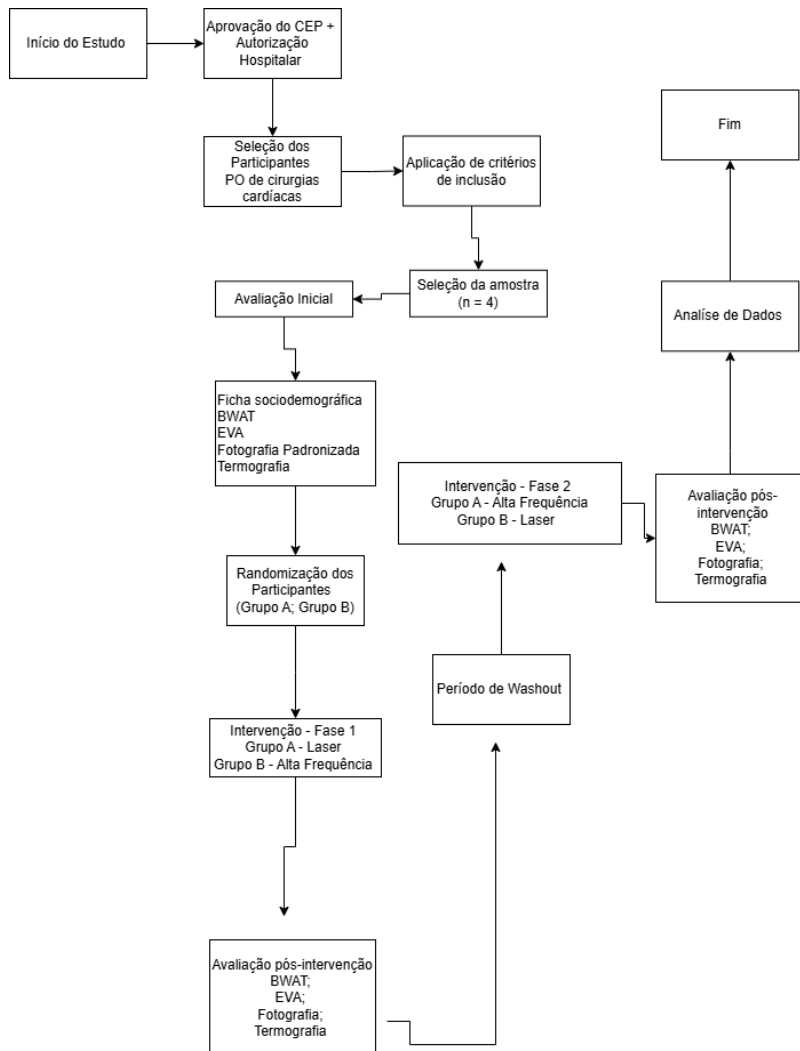 Início do Estudo
Aprovação do CEP +
Autorização
Hospitalar
Seleção dos
Participantes
PO de cirurgias
cardíacas
Aplicação de critérios
de inclusão
Seleção da amostra
(n = 4)
Avaliação Inicial
Ficha sociodemográfica
BWAT
EVA
Fotografia Padronizada
Termografia
Randomização dos
Participantes
(Grupo A; Grupo B)
Intervenção - Fase 1
Grupo A - Laser
Grupo B - Alta Frequência
Avaliação pós-intervenção
BWAT;
EVA;
Fotografia;
Termografia
Período de Washout
Intervenção - Fase 2
Grupo A - Alta Frequência
Grupo B - Laser
Avaliação pós-
intervenção
BWAT;
EVA;
Fotografia;
Termografia
Analíse de Dados
Fim